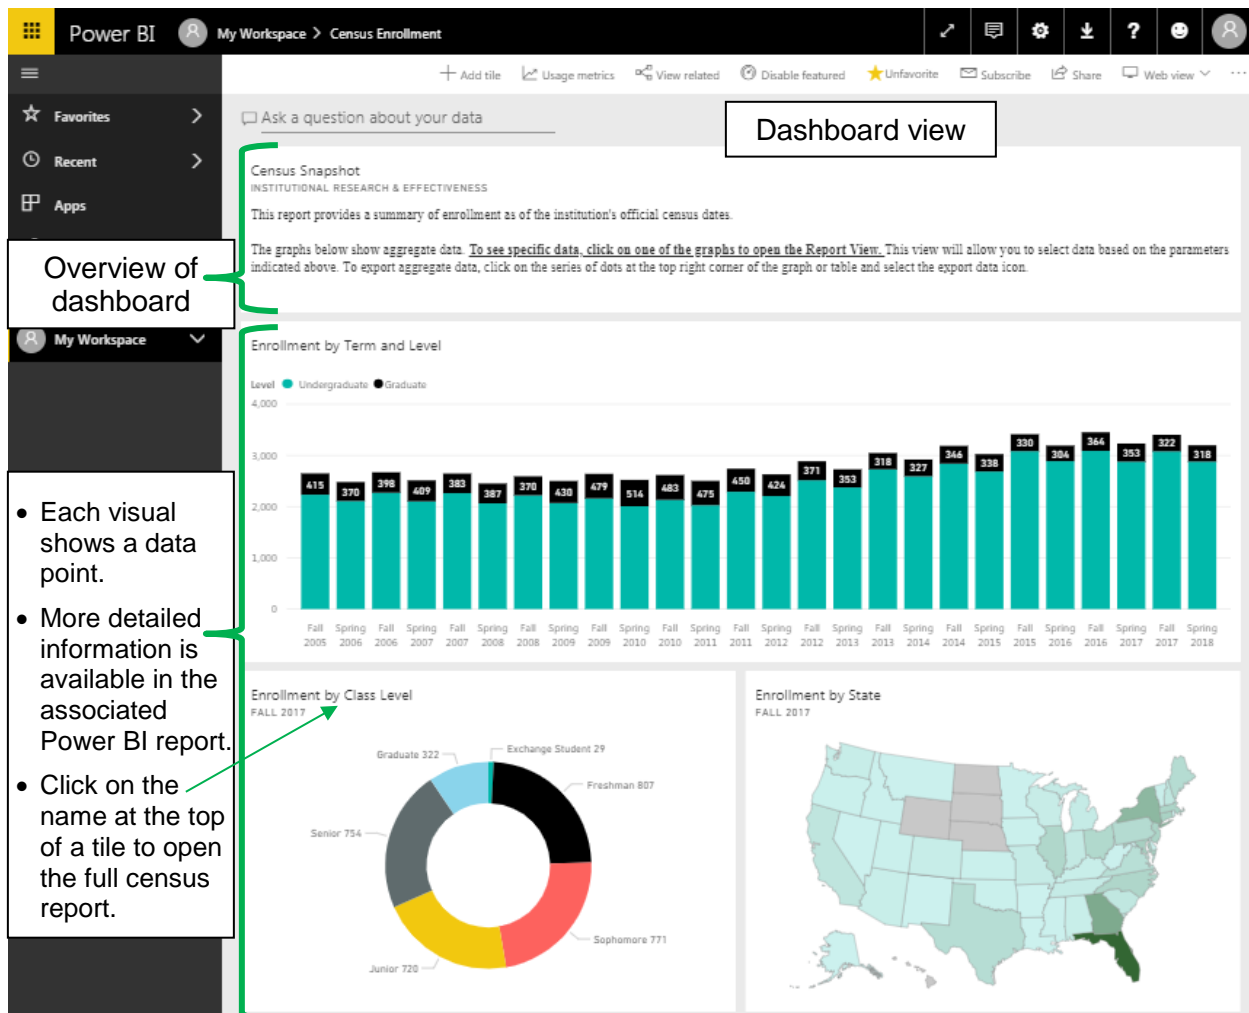 Power BI
My Workspace > Census Enrollment
?
Add tile
Usage metrics
View related
Disable featured
Unfavorite
Subscribe
Share
Web view
...
Favorites
Recent
Apps
My Workspace
Ask a question about your data
Dashboard view
Overview of
dashboard
Census Snapshot
INSTITUTIONAL RESEARCH & EFFECTIVENESS
This report provides a summary of enrollment as of the institution's official census dates.
The graphs below show aggregate data. To see specific data, click on one of the graphs to open the Report View. This view will allow you to select data based on the parameters
indicated above. To export aggregate data, click on the series of dots at the top right corner of the graph or table and select the export data icon.
• Each visual
shows a data
point.
• More detailed
information is
available in the
associated
Power BI report.
• Click on the
name at the top
of a tile to open
the full census
report.
Enrollment by Term and Level
Level Undergraduate Graduate
4,000
3,000
2,000
1,000
0
415 370 398 409 383 387 370 430 479 514 483 475 450 424 371 353 318 327 346 338 330 304 364 353 322 318
Fall Spring Fall Spring Fall Spring Fall Spring Fall Spring Fall Spring Fall Spring Fall Spring Fall Spring Fall Spring Fall Spring Fall Spring Fall Spring
2005 2006 2006 2007 2007 2008 2008 2009 2009 2010 2010 2011 2011 2012 2012 2013 2013 2014 2014 2015 2015 2016 2016 2017 2017 2018
Enrollment by Class Level
FALL 2017
Graduate 322
Exchange Student 29
Freshman 807
Senior 754
Sophomore 771
Junior 720
Enrollment by State
FALL 2017